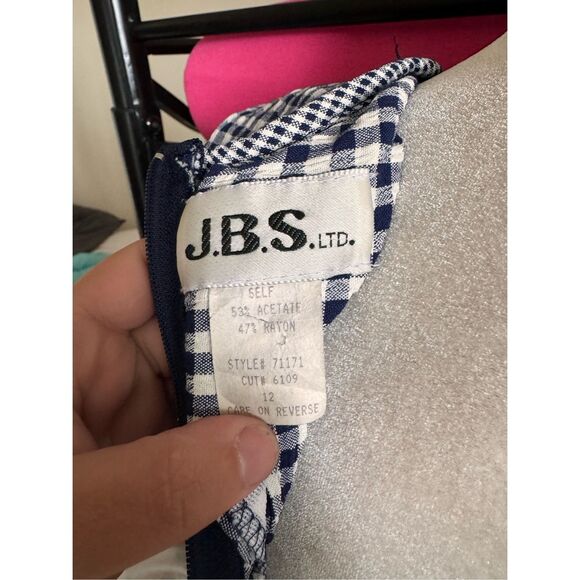 J.B.S. LTD.
SELF
53% ACETATE
47% RAYON
STYLE# 71171
CUT# 6109
12
CARE ON REVERSE